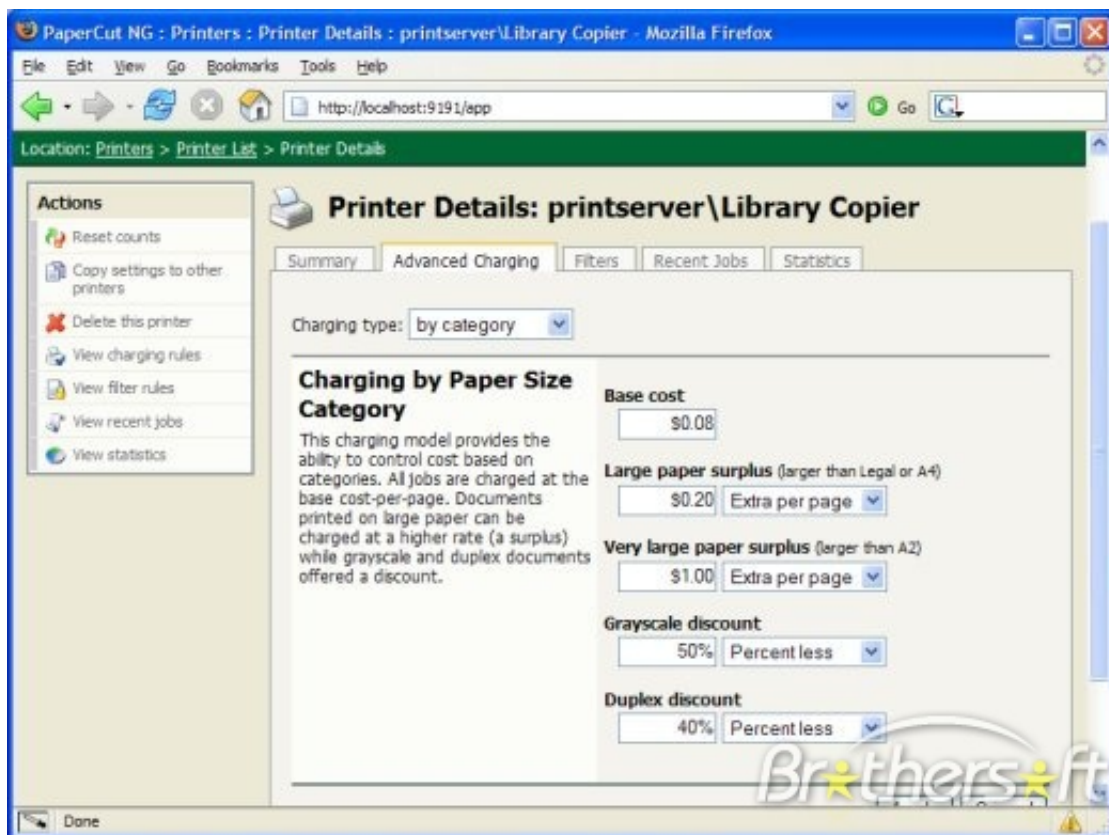 PaperCut NG : Printers : Printer Details : printserver\Library Copier - Mozilla Firefox
File Edit View Go Bookmarks Tools Help
http://localhost:9191/app
Go
Location: Printers > Printer List > Printer Details
Actions
Reset counts
Copy settings to other
printers
Delete this printer
View charging rules
View filter rules
View recent jobs
View statistics
Printer Details: printserver\Library Copier
Summary Advanced Charging Filters Recent Jobs Statistics
Charging type: by category
Charging by Paper Size
Category
This charging model provides the
ability to control cost based on
categories. All jobs are charged at the
base cost-per-page. Documents
printed on large paper can be
charged at a higher rate (a surplus)
while grayscale and duplex documents
offered a discount.
Base cost
$0.08
Large paper surplus (larger than Legal or A4)
$0.20 Extra per page
Very large paper surplus (larger than A2)
$1.00 Extra per page
Grayscale discount
50% Percent less
Duplex discount
40% Percent less
Brothersoft
Done